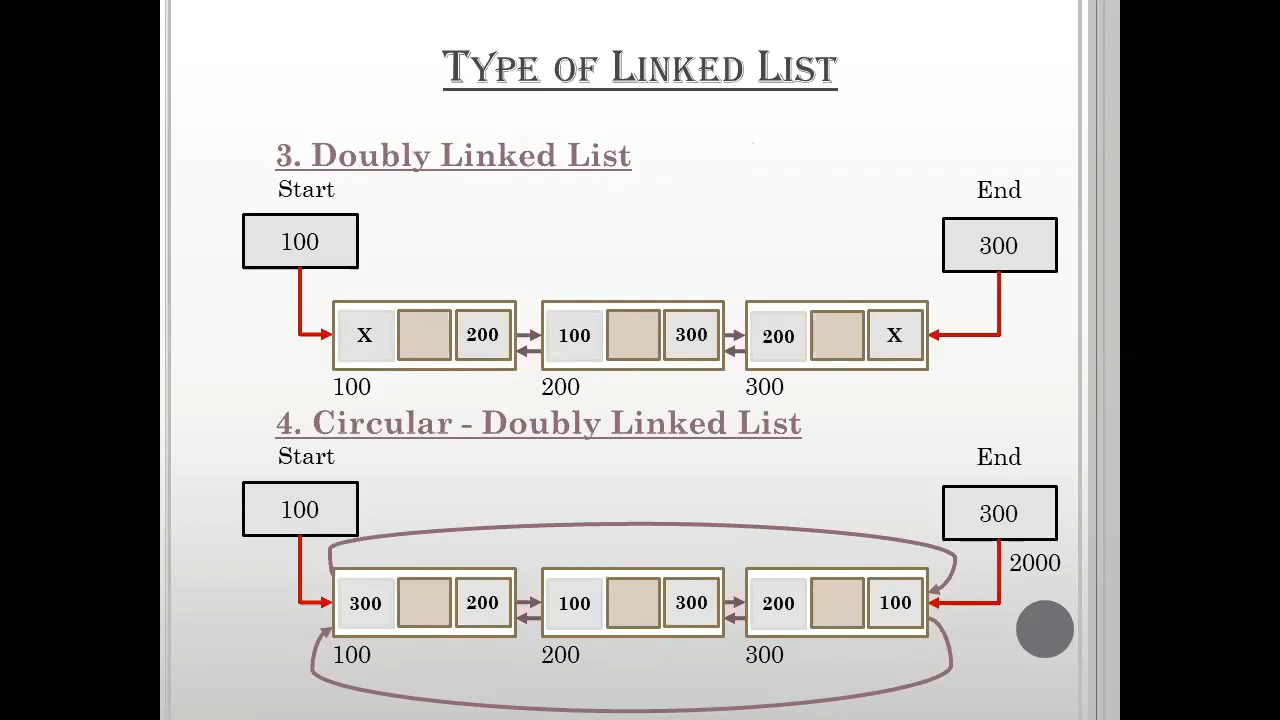 TYPE OF LINKED LIST
3. Doubly Linked List
Start
End
100
300
X 200 100 300 200 X
100 200 300
4. Circular - Doubly Linked List
Start
End
100
300
2000
300 200 100 300 200 100
100 200 300